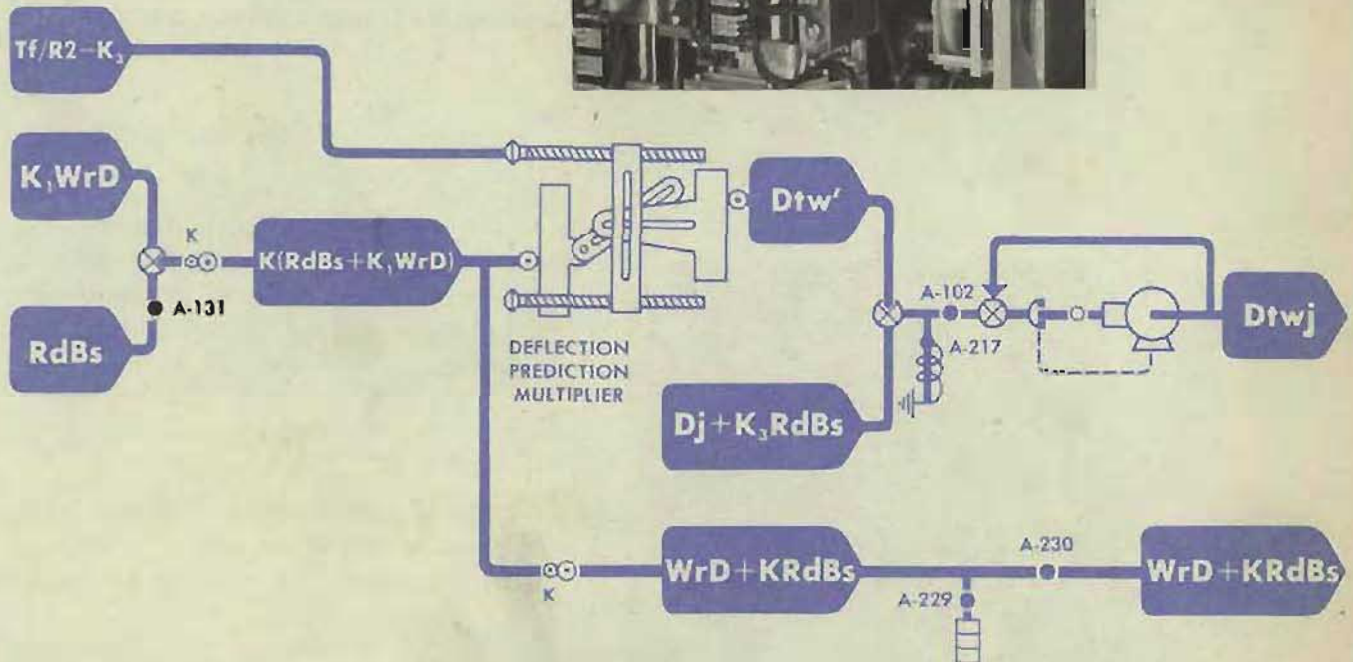 Tf/R2-K₃
K₁WrD
K
K(RdBs+K₁WrD)
A-131
RdBs
DEFLECTION
PREDICTION
MULTIPLIER
Dtw'
A-102
A-217
Dtwj
Dj+K₃RdBs
K
WrD+KRdBs
A-229
A-230
WrD+KRdBs